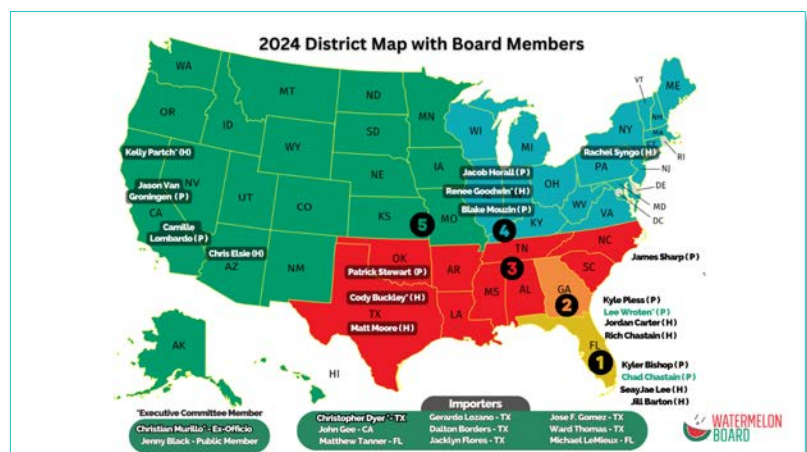 2024 District Map with Board Members
WA
MT
ND
MN
OR
ID
SD
WI
MI
VT
ME
NY
MA
CT
RI
WY
Kelly Partch* (H)
Rachel Syngo (H)
Jacob Horall (P)
PA
NJ
IA
NE
Renee Goodwin* (H)
OH
DE
Jason Van
Groningen (P)
NV
UT
CO
Blake Mouzin (P)
WV
MD
CA
KS
MO
VA
DC
KY
5
4
Camille
Lombardo (P)
Chris Elsie (H)
TN
NC
James Sharp (P)
3
OK
Patrick Stewart (P)
AR
SC
AZ
NM
MS
AL
GA
2
Cody Buckley* (H)
TX
Matt Moore (H)
LA
Kyle Pless (P)
Lee Wroten* (P)
Jordan Carter (H)
Rich Chastain (H)
FL
1
AK
HI
Kyler Bishop (P)
Chad Chastain (P)
SeayJae Lee (H)
Jill Barton (H)
*Executive Committee Member
Christian Murillo* - Ex-Officio
Jenny Black - Public Member
Importers
Christopher Dyer* - TX
Gerardo Lozano - TX
Jose F. Gomez - TX
John Gee - CA
Dalton Borders - TX
Ward Thomas - TX
Matthew Tanner - FL
Jacklyn Flores - TX
Michael LeMieux - FL
WATERMELON
BOARD